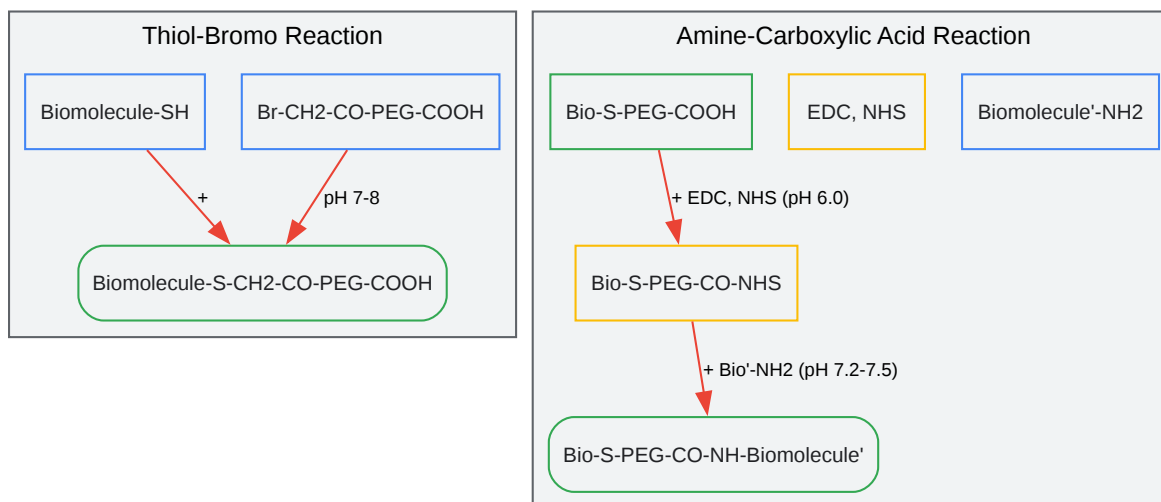 Thiol-Bromo Reaction
Biomolecule-SH
Br-CH2-CO-PEG-COOH
+
pH 7-8
Biomolecule-S-CH2-CO-PEG-COOH
Amine-Carboxylic Acid Reaction
Bio-S-PEG-COOH
EDC, NHS
Biomolecule'-NH2
+ EDC, NHS (pH 6.0)
Bio-S-PEG-CO-NHS
+ Bio'-NH2 (pH 7.2-7.5)
Bio-S-PEG-CO-NH-Biomolecule'